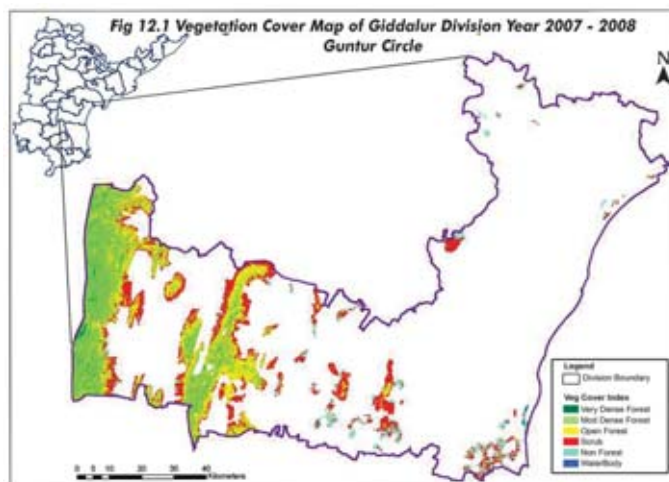 Fig 12.1 Vegetation Cover Map of Giddalur Division Year 2007 - 2008
Guntur Circle
N
Legend
Division Boundary
Veg Cover Index
Very Dense Forest
Mod Dense Forest
Open Forest
Scrub
Non Forest
WaterBody
0 5 10 20 30 40
Kilometers